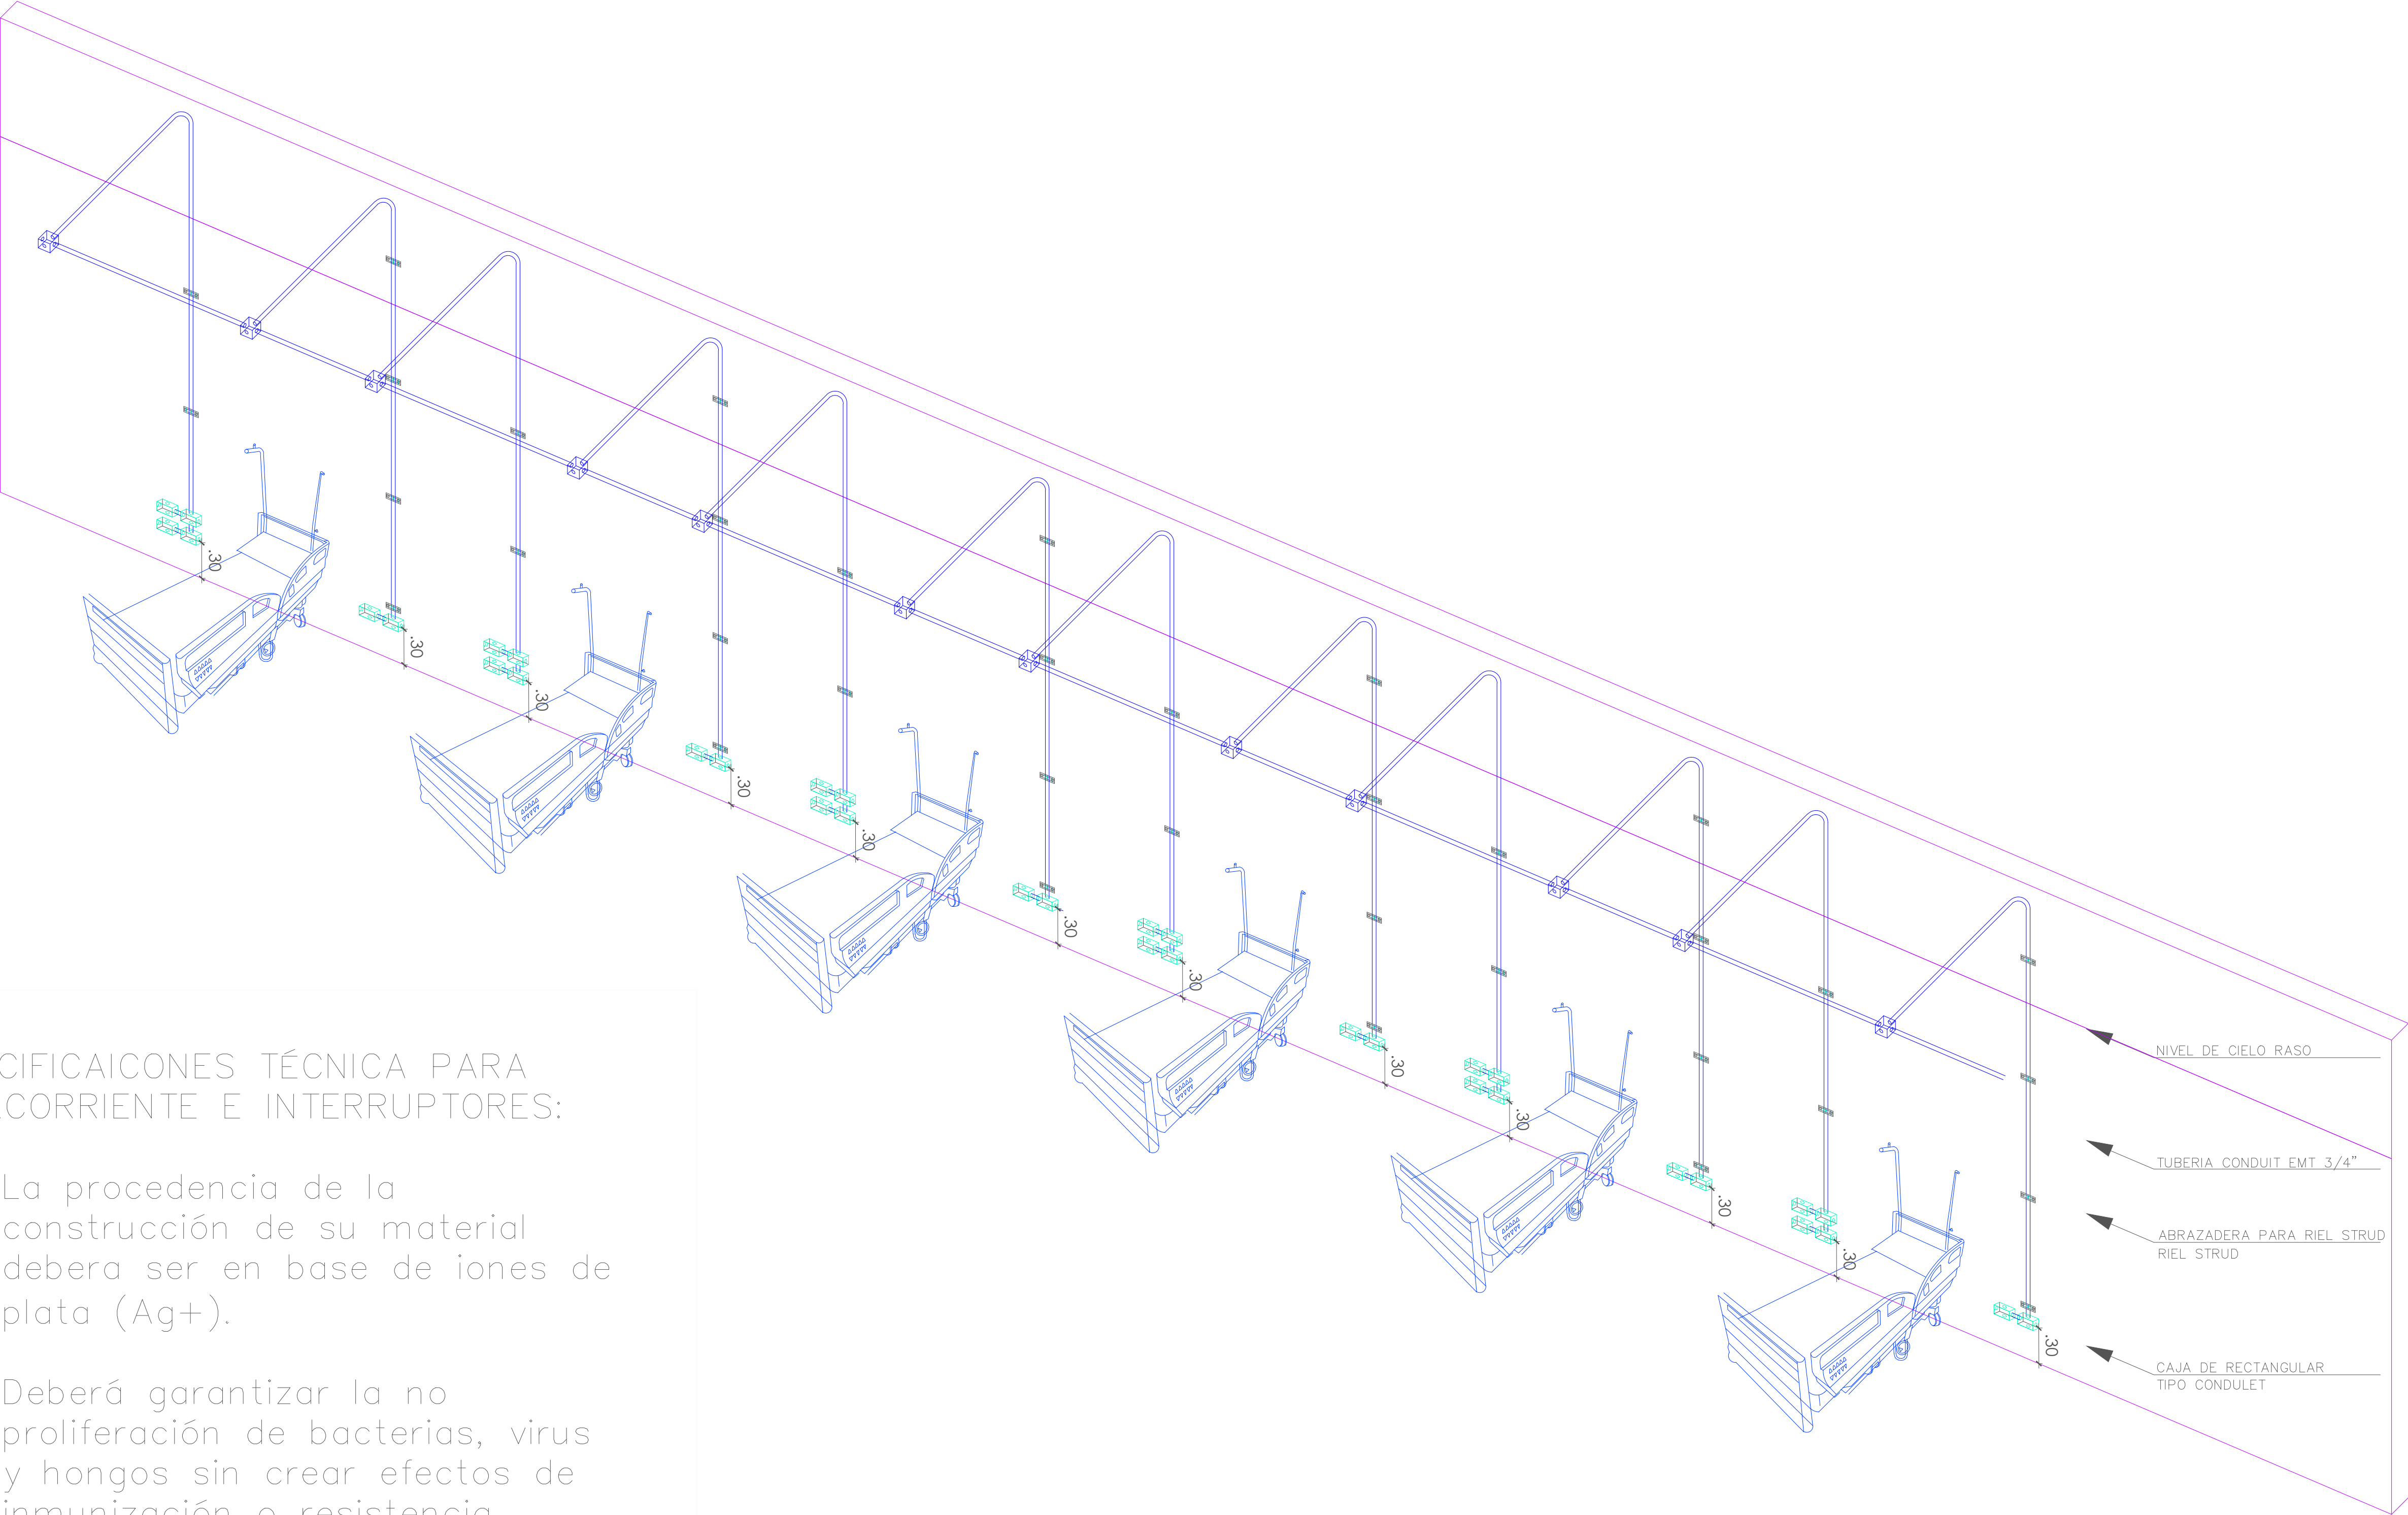 .30
.30
.30
.30
.30
.30
.30
.30
.30
.30
.30
.30
NIVEL DE CIELO RASO
TUBERIA CONDUIT EMT 3/4"
ABRAZADERA PARA RIEL STRUD
RIEL STRUD
CAJA DE RECTANGULAR
TIPO CONDULET
CIFICAICONES TÉCNICA PARA
CORRIENTE E INTERRUPTORES:
La procedencia de la
construcción de su material
debera ser en base de iones de
plata (Ag+).
Deberá garantizar la no
proliferación de bacterias, virus
y hongos sin crear efectos de
inmunización o resistencia